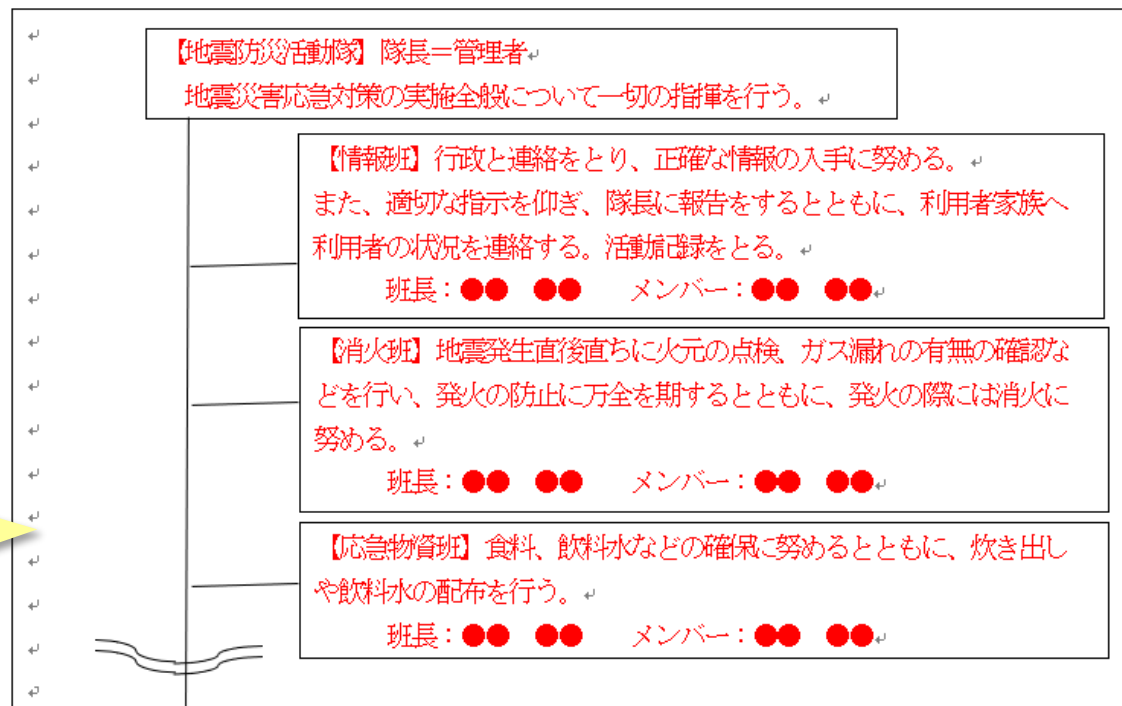 【地震防災活動隊】隊長＝管理者
地震災害応急対策の実施全般について一切の指揮を行う。
【情報班】行政と連絡をとり、正確な情報の入手に努める。
また、適切な指示を仰ぎ、隊長に報告をするとともに、利用者家族へ
利用者の状況を連絡する。活動記録をとる。
班長：●● ●● メンバー：●● ●●
【消火班】地震発生直後直ちに火元の点検、ガス漏れの有無の確認な
どを行い、発火の防止に万全を期するとともに、発火の際には消火に
努める。
班長：●● ●● メンバー：●● ●●
【応急物資班】食料、飲料水などの確保に努めるとともに、炊き出し
や飲料水の配布を行う。
班長：●● ●● メンバー：●● ●●